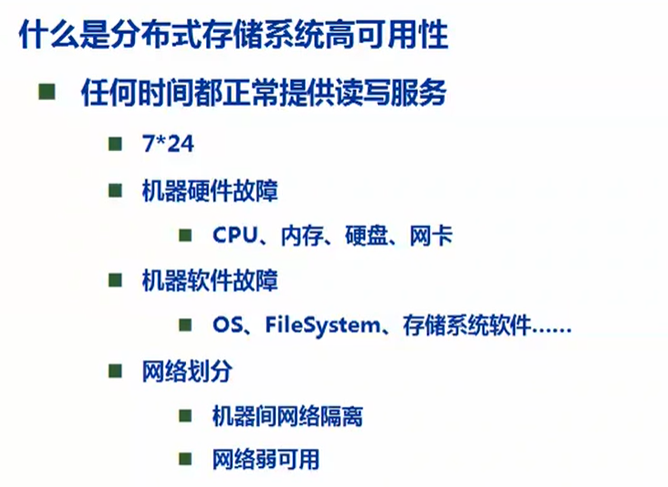 什么是分布式存储系统高可用性
任何时间都正常提供读写服务
7*24
机器硬件故障
CPU、内存、硬盘、网卡
机器软件故障
OS、FileSystem、存储系统软件……
网络划分
机器间网络隔离
网络弱可用